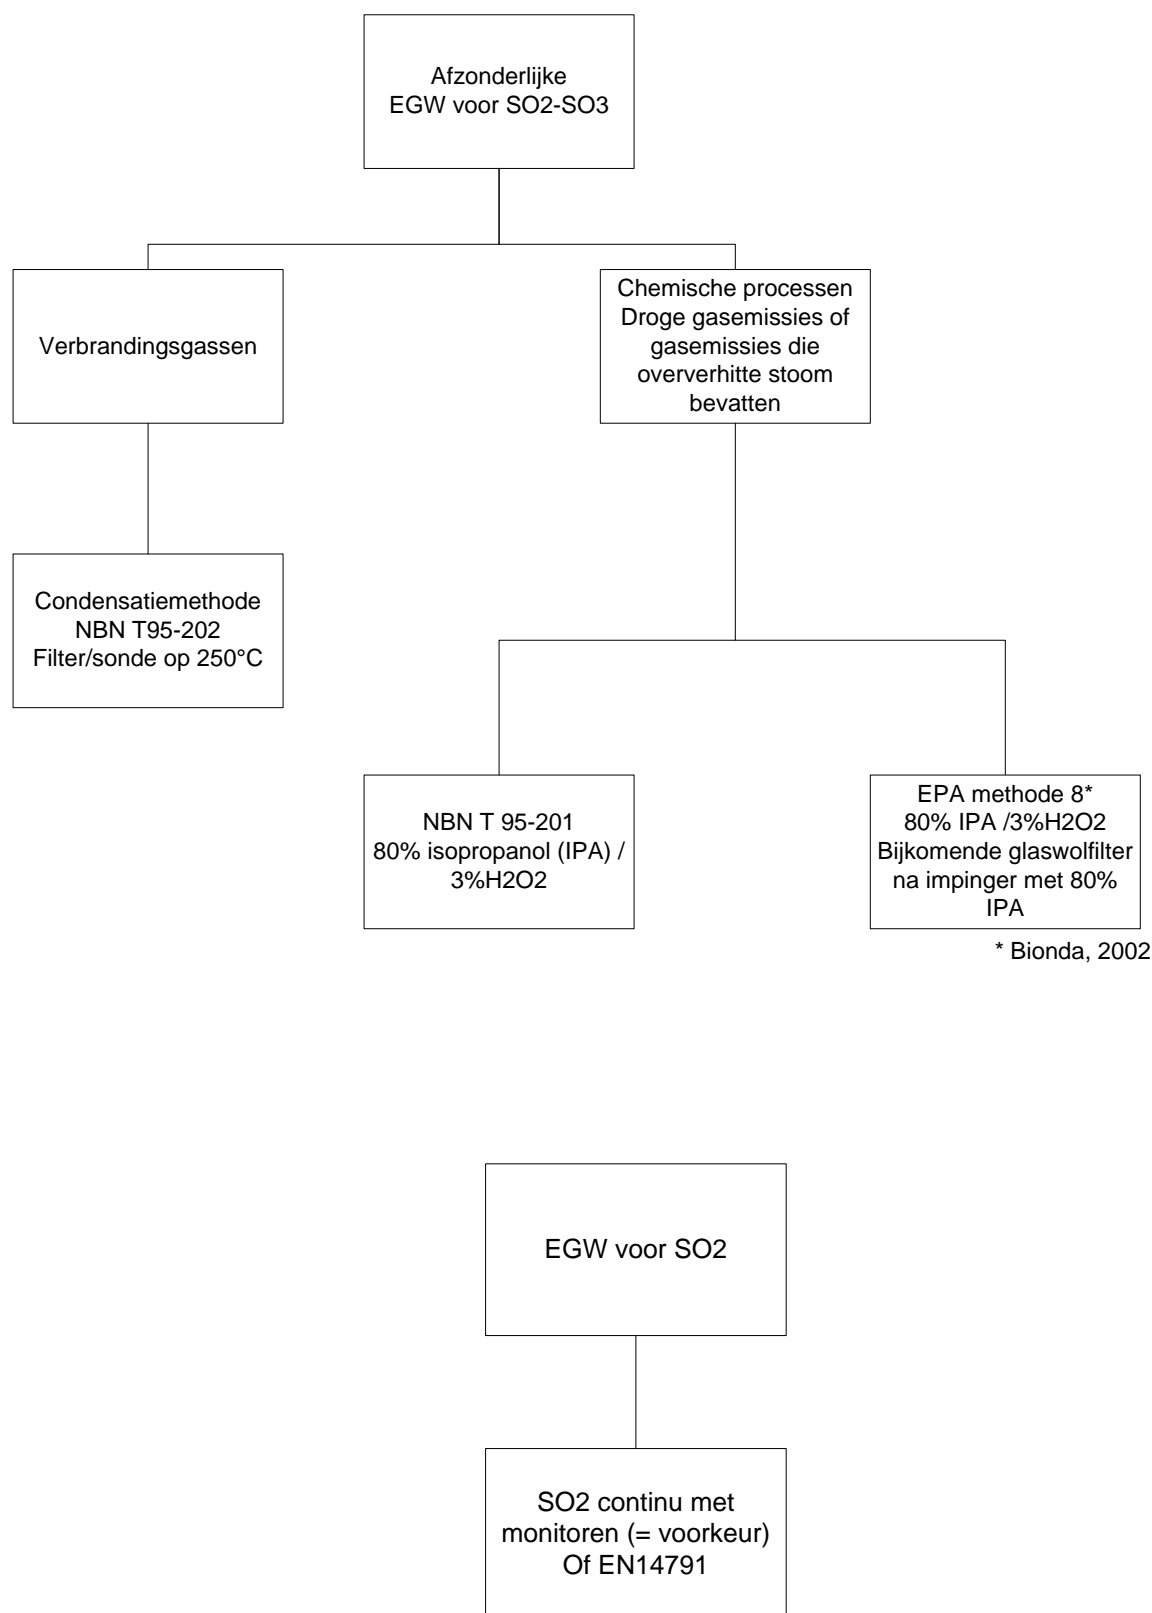 Afzonderlijke
EGW voor SO2-SO3
Verbrandingsgassen
Chemische processen
Droge gasemissies of
gasemissies die
oververhitte stoom
bevatten
Condensatiemethode
NBN T95-202
Filter/sonde op 250°C
NBN T 95-201
80% isopropanol (IPA) /
3%H2O2
EPA methode 8*
80% IPA /3%H2O2
Bijkomende glaswolfilter
na impinger met 80%
IPA
* Bionda, 2002
EGW voor SO2
SO2 continu met
monitoren (= voorkeur)
Of EN14791